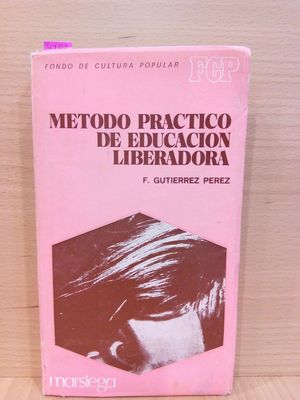 FONDO DE CULTURA POPULAR
FCP
METODO PRACTICO
DE EDUCACION
LIBERADORA
F. GUTIERREZ PEREZ
marsiega